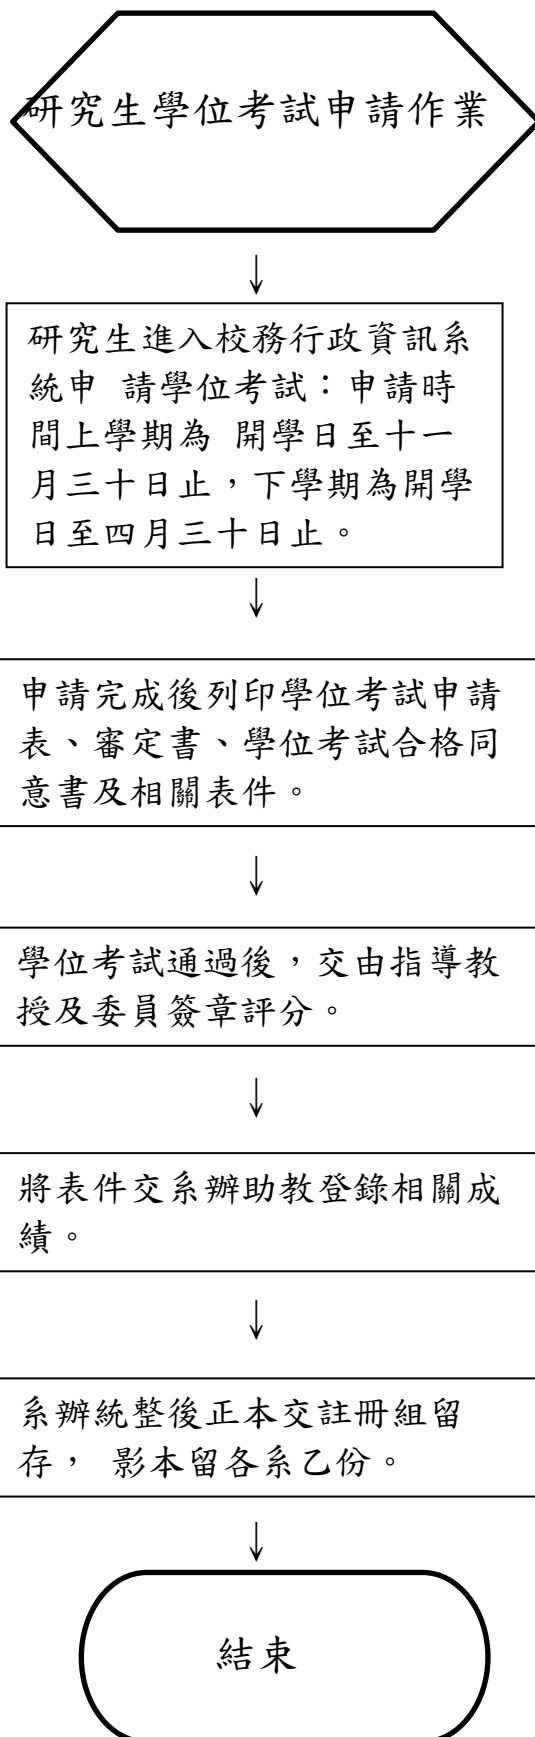 研究生學位考試申請作業
↓
研究生進入校務行政資訊系
統申 請學位考試：申請時
間上學期為 開學日至十一
月三十日止，下學期為開學
日至四月三十日止。
↓
申請完成後列印學位考試申請
表、審定書、學位考試合格同
意書及相關表件。
↓
學位考試通過後，交由指導教
授及委員簽章評分。
↓
將表件交系辦助教登錄相關成
績。
↓
系辦統整後正本交註冊組留
存， 影本留各系乙份。
↓
結束